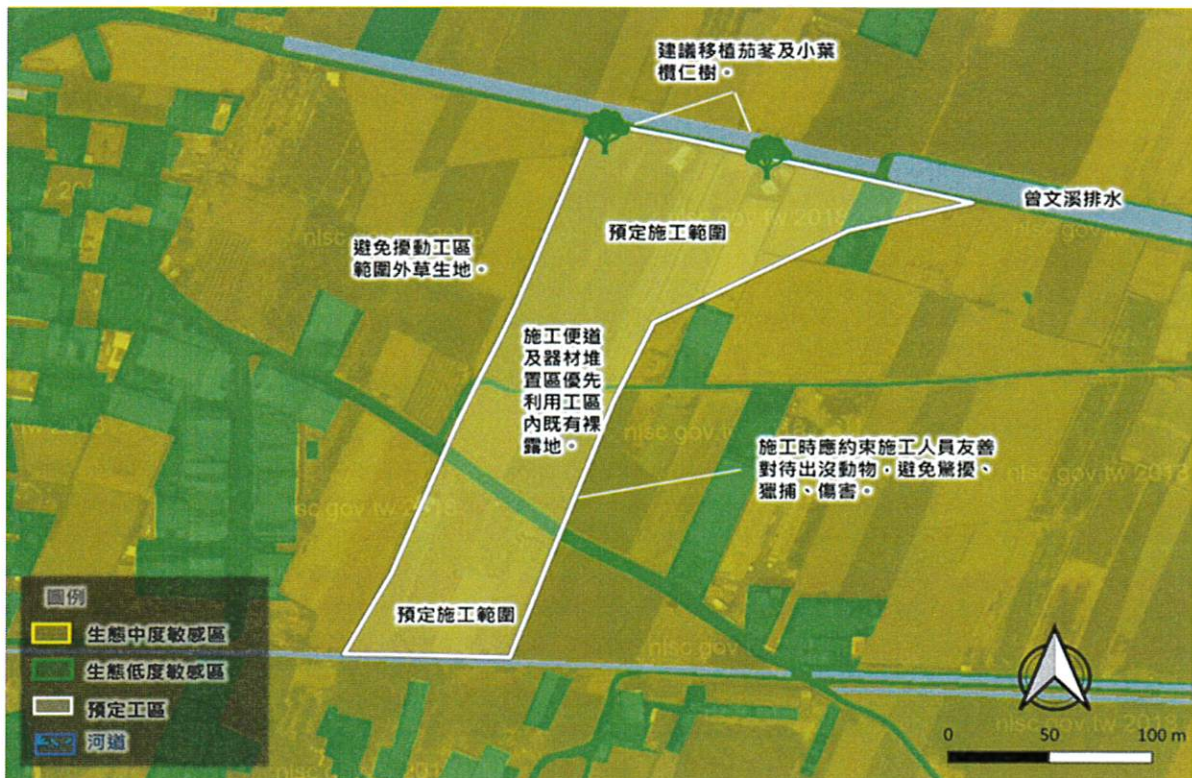 建議移植茄苳及小葉
欖仁樹。
曾文溪排水
預定施工範圍
避免擾動工區
範圍外草生地。
施工便道
及器材堆
置區優先
利用工區
內既有裸
露地。
施工時應約束施工人員友善
對待出沒動物，避免驚擾、
獵捕、傷害。
預定施工範圍
圖例
生態中度敏感區
生態低度敏感區
預定工區
河道
0 50 100 m
nlsc.gov.tw 2018
nlsc.gov.tw 2018